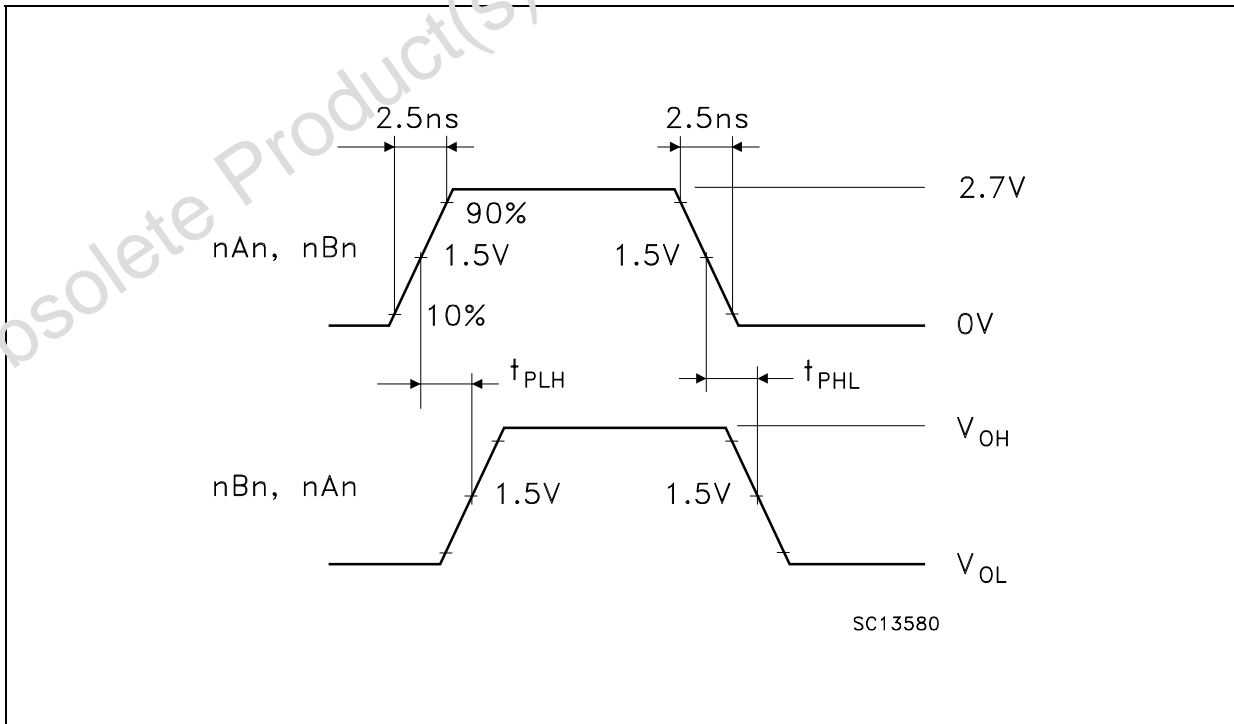 Obsolete Product(s)
2.5ns
2.5ns
2.7V
90%
nAn, nBn
1.5V
1.5V
10%
0V
tPLH
tPHL
VOH
nBn, nAn
1.5V
1.5V
VOL
SC13580